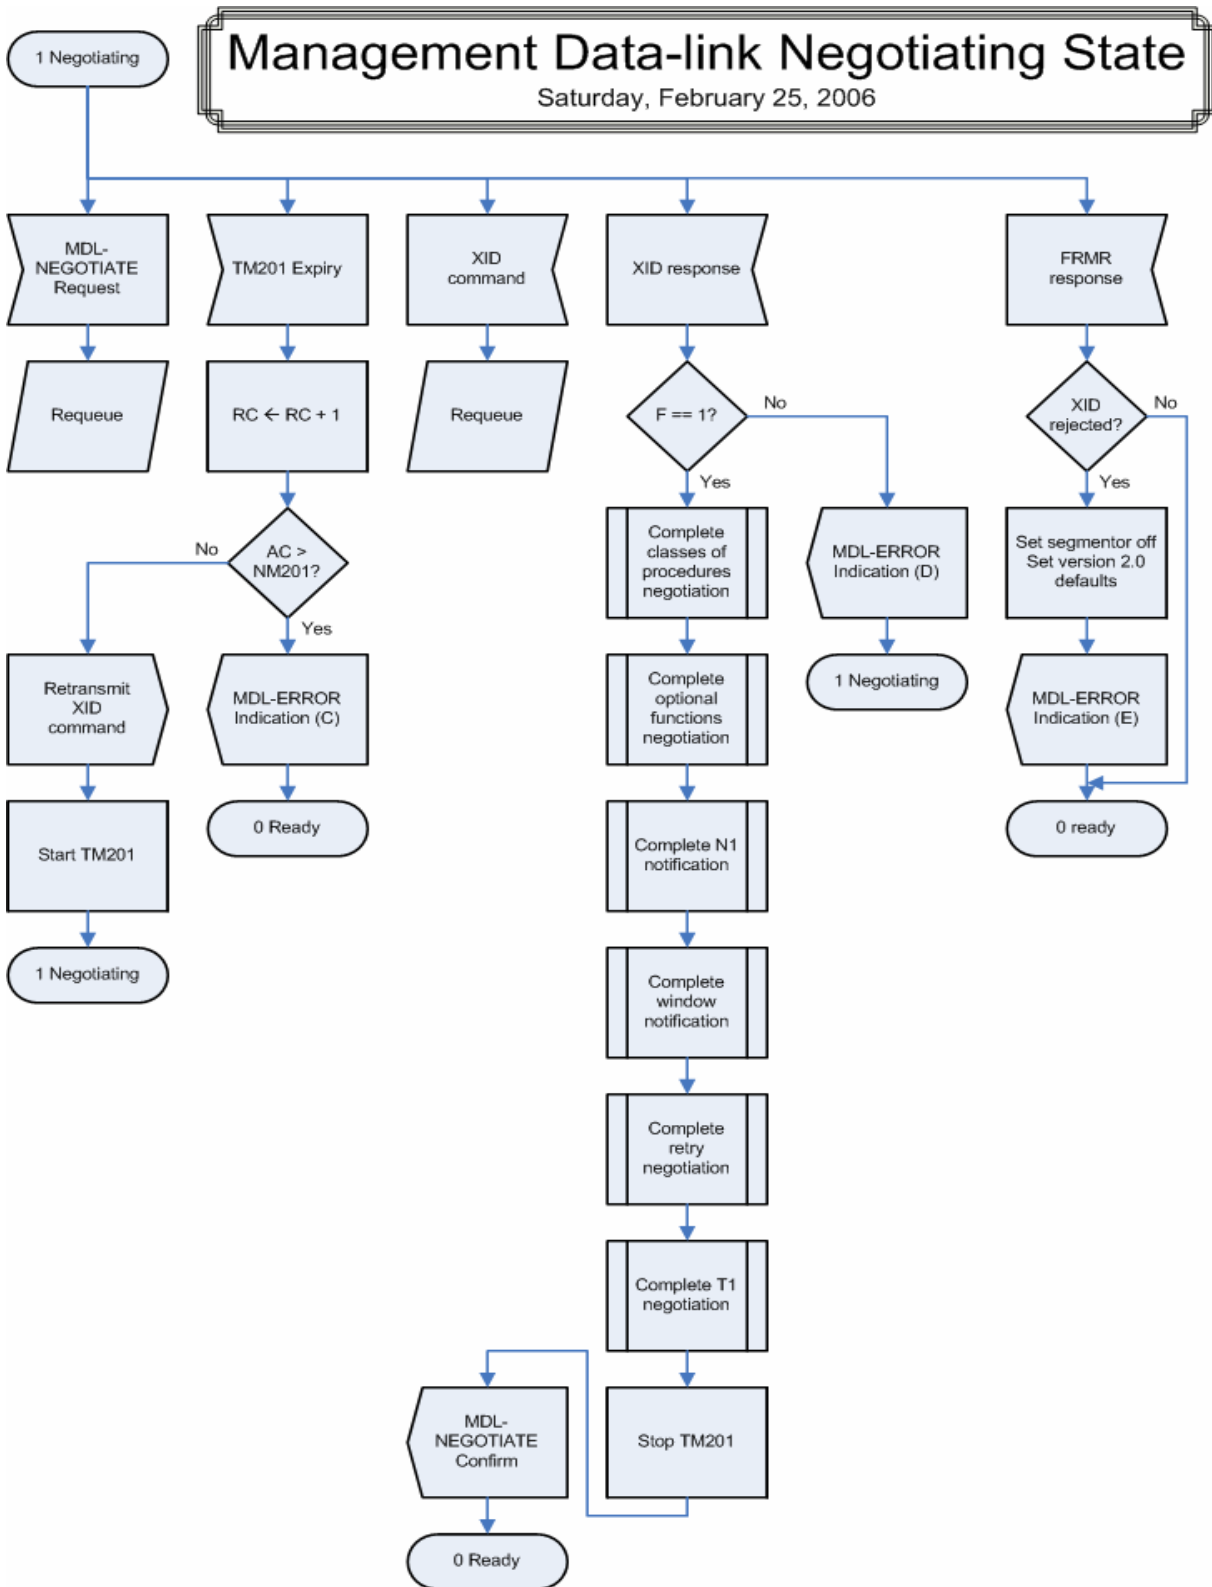 1 Negotiating
Management Data-link Negotiating State
Saturday, February 25, 2006
MDL-
NEGOTIATE
Request
TM201 Expiry
XID
command
XID response
FRMR
response
Requeue
RC ← RC + 1
Requeue
F == 1?
No
Yes
XID
rejected?
No
Yes
AC >
NM201?
No
Yes
Complete
classes of
procedures
negotiation
MDL-ERROR
Indication (D)
Set segmentor off
Set version 2.0
defaults
Retransmit
XID
command
MDL-ERROR
Indication (C)
Complete
optional
functions
negotiation
1 Negotiating
MDL-ERROR
Indication (E)
Start TM201
0 Ready
Complete N1
notification
0 ready
1 Negotiating
Complete
window
notification
Complete
retry
negotiation
Complete T1
negotiation
MDL-
NEGOTIATE
Confirm
Stop TM201
0 Ready